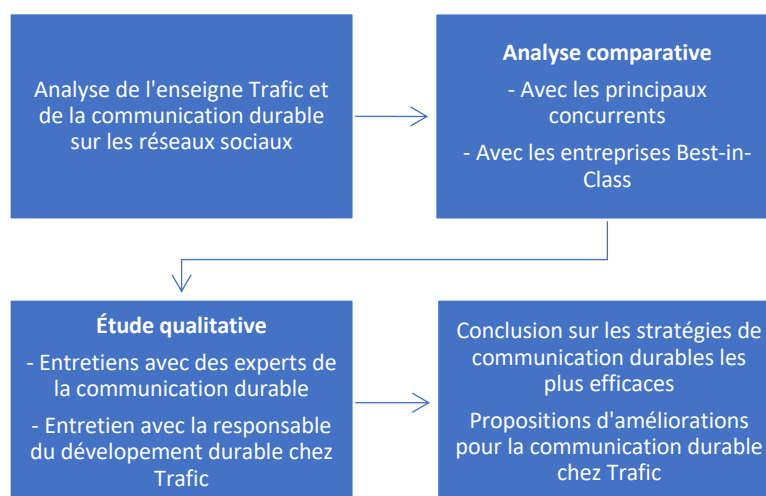 Analyse de l'enseigne Trafic et
de la communication durable
sur les réseaux sociaux
Analyse comparative
- Avec les principaux
concurrents
- Avec les entreprises Best-in-
Class
Étude qualitative
- Entretiens avec des experts de
la communication durable
- Entretien avec la responsable
du dévelopement durable chez
Trafic
Conclusion sur les stratégies de
communication durables les
plus efficaces
Propositions d'améliorations
pour la communication durable
chez Trafic